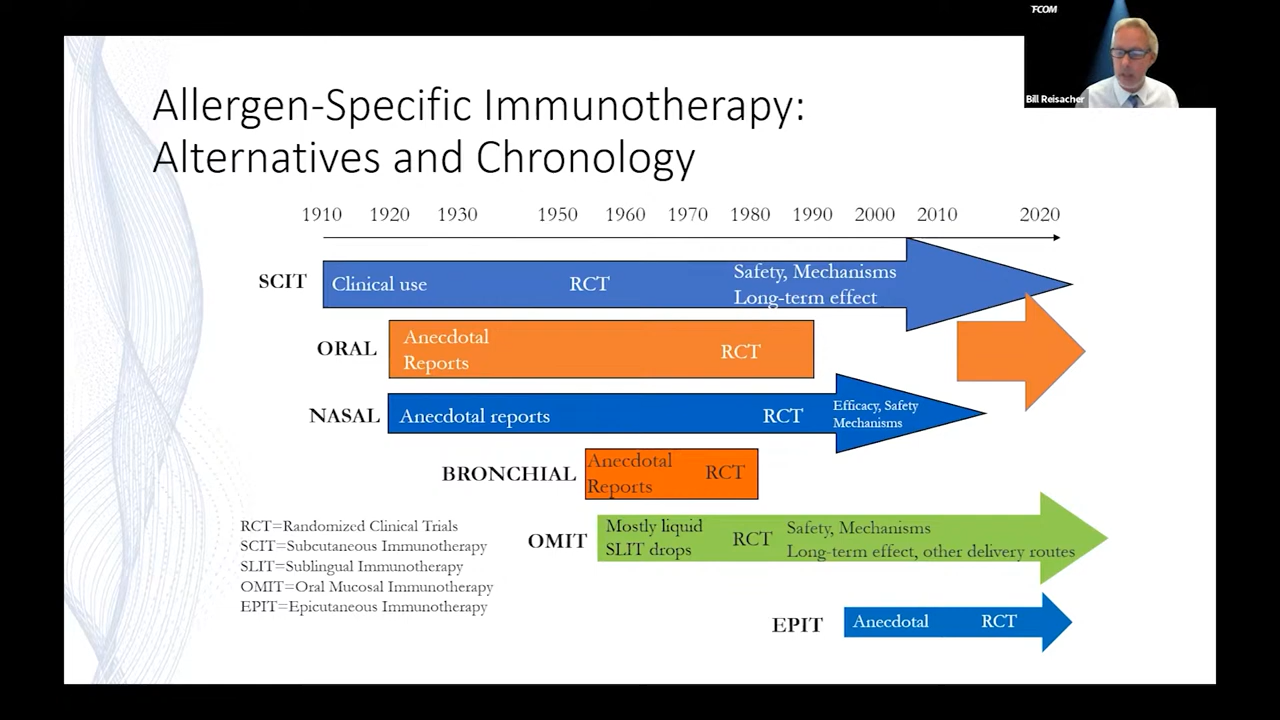 FCOM
Bill Reisacher
Allergen-Specific Immunotherapy:
Alternatives and Chronology
1910 1920 1930 1950 1960 1970 1980 1990 2000 2010 2020
SCIT
Clinical use
RCT
Safety, Mechanisms
Long-term effect
ORAL
Anecdotal
Reports
RCT
NASAL
Anecdotal reports
RCT
Efficacy, Safety
Mechanisms
BRONCHIAL
Anecdotal
Reports
RCT
OMIT
Mostly liquid
SLIT drops
RCT
Safety, Mechanisms
Long-term effect, other delivery routes
EPIT
Anecdotal
RCT
RCT=Randomized Clinical Trials
SCIT=Subcutaneous Immunotherapy
SLIT=Sublingual Immunotherapy
OMIT=Oral Mucosal Immunotherapy
EPIT=Epicutaneous Immunotherapy